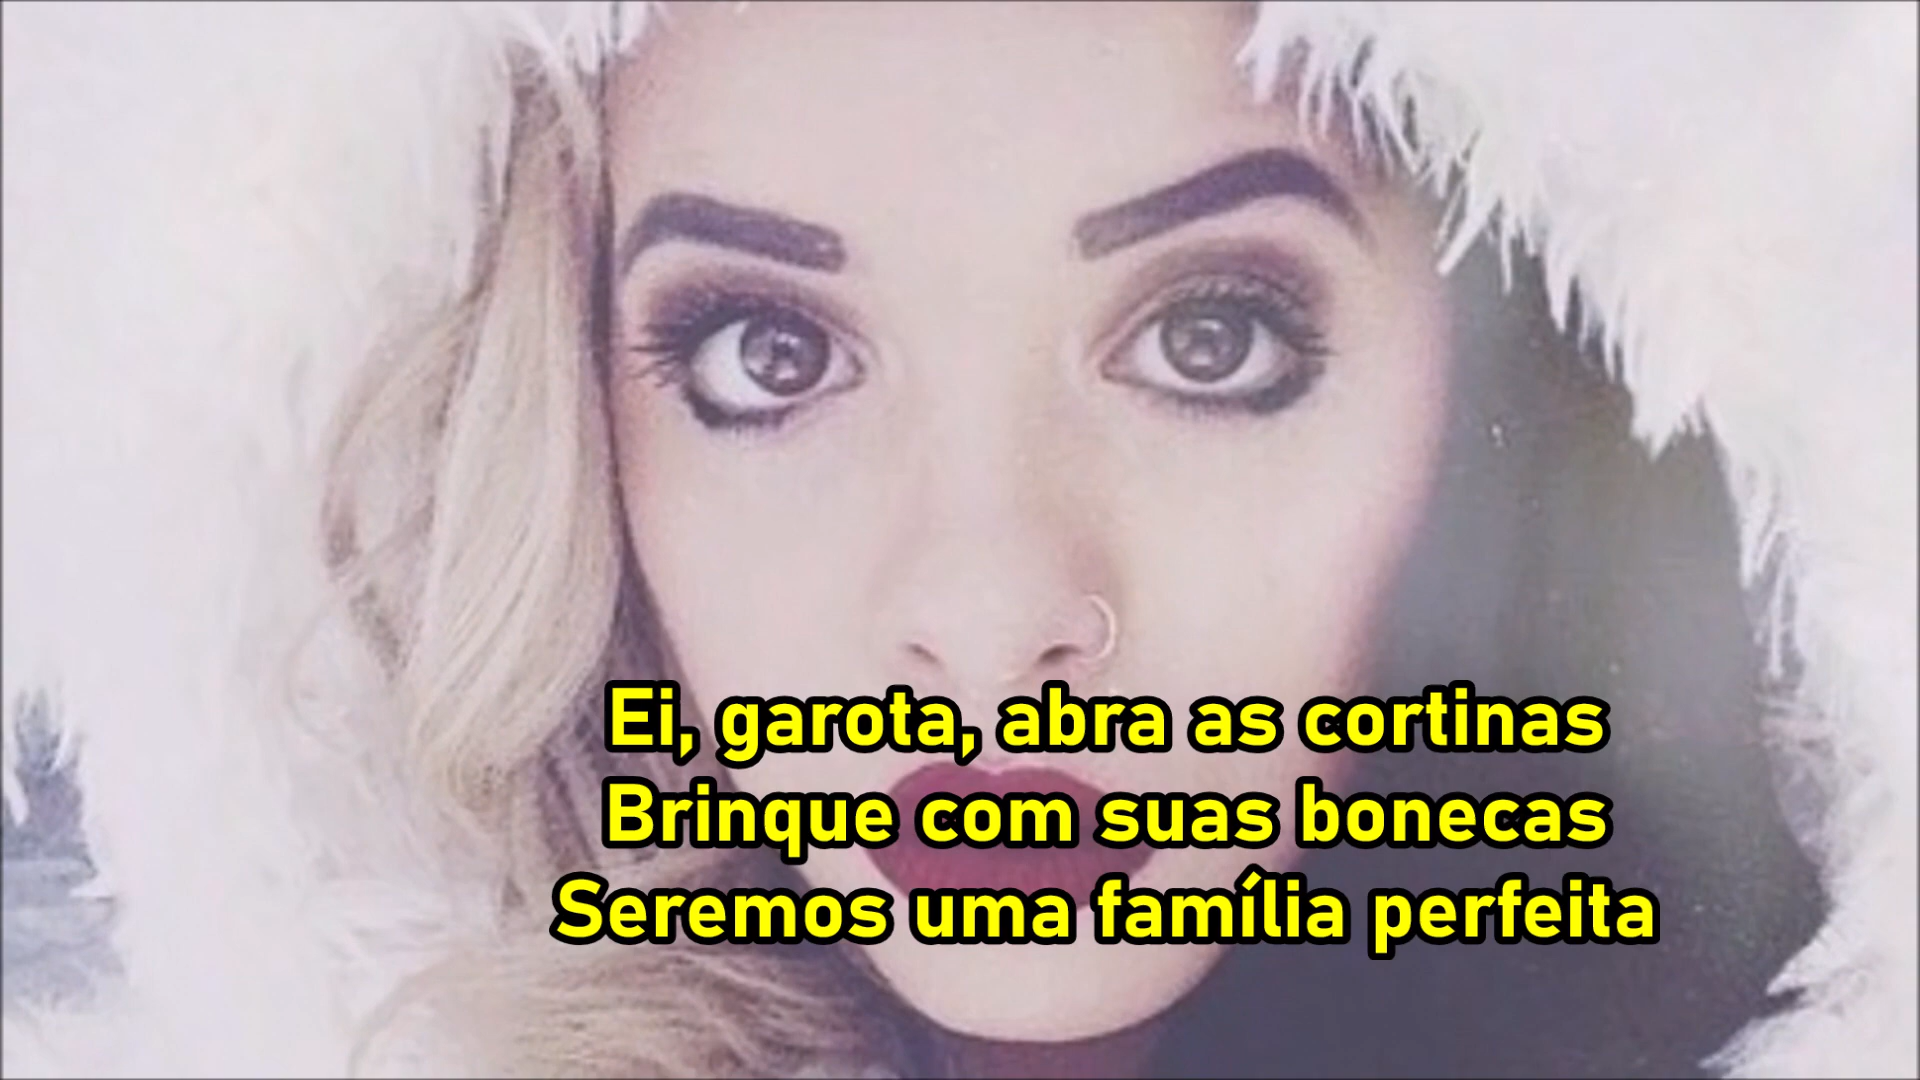 Ei, garota, abra as cortinas
Brinque com suas bonecas
Seremos uma família perfeita